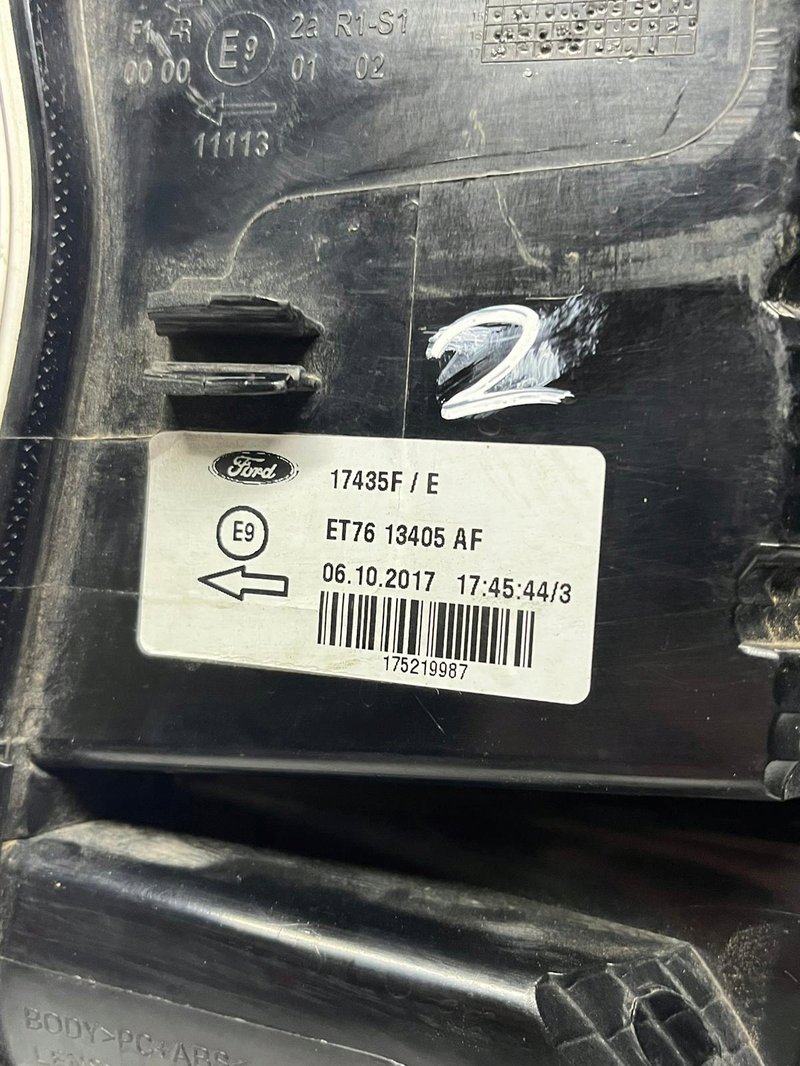 F1 AR E9 2a R1-S1
00 00 01 02
11113
2
Ford 17435F / E
E9 ET76 13405 AF
06.10.2017 17:45:44/3
175219987
BODY>PC+ABS<